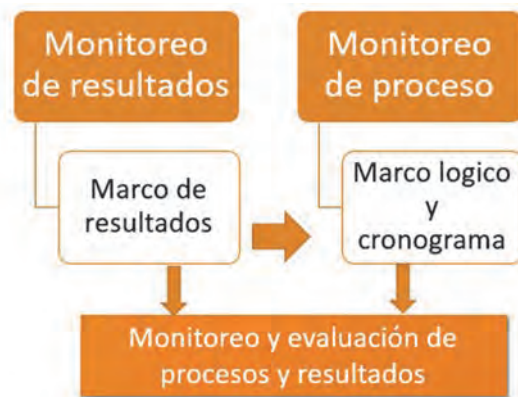 Monitoreo
de resultados
Marco de
resultados
Monitoreo
de proceso
Marco logico
y
cronograma
Monitoreo y evaluación de
procesos y resultados